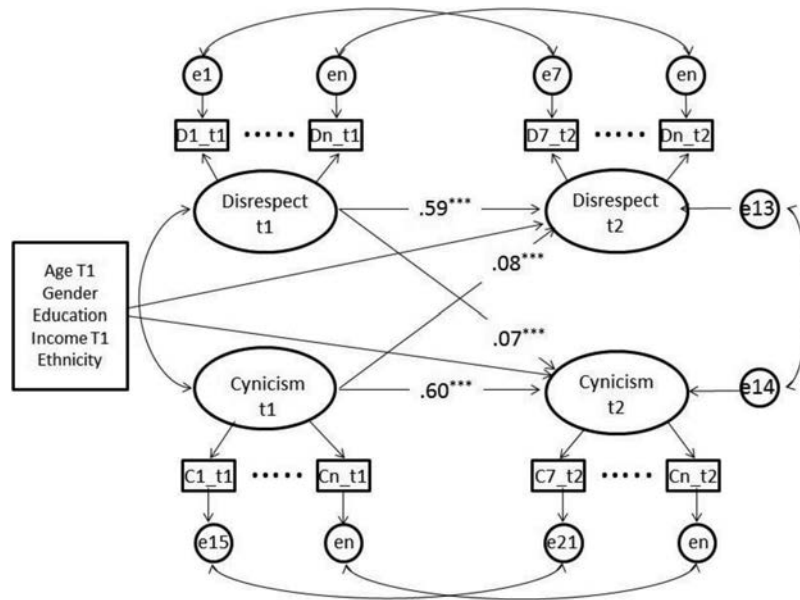 e1
en
e7
en
D1_t1
.....
Dn_t1
D7_t2
.....
Dn_t2
Disrespect
t1
.59***
Disrespect
t2
e13
.08***
Age T1
Gender
Education
Income T1
Ethnicity
.07***
Cynicism
t1
.60***
Cynicism
t2
e14
C1_t1
.....
Cn_t1
C7_t2
.....
Cn_t2
e15
en
e21
en